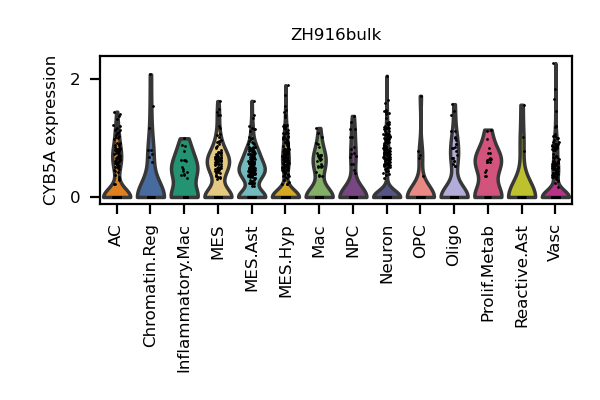 ZH916bulk
CYB5A expression
2
0
AC
Chromatin.Reg
Inflammatory.Mac
MES
MES.Ast
MES.Hyp
Mac
NPC
Neuron
OPC
Oligo
Prolif.Metab
Reactive.Ast
Vasc